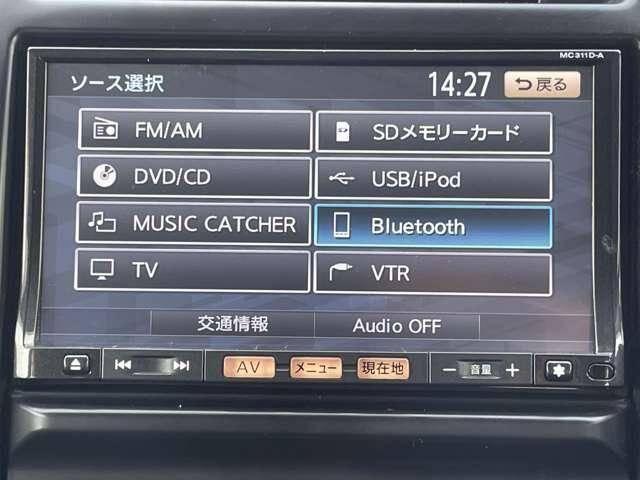 MC311D-A
ソース選択 14:27 戻る
FM/AM SDメモリーカード
DVD/CD USB/iPod
MUSIC CATCHER Bluetooth
TV VTR
交通情報 Audio OFF
AV メニュー 現在地 − 音量 +